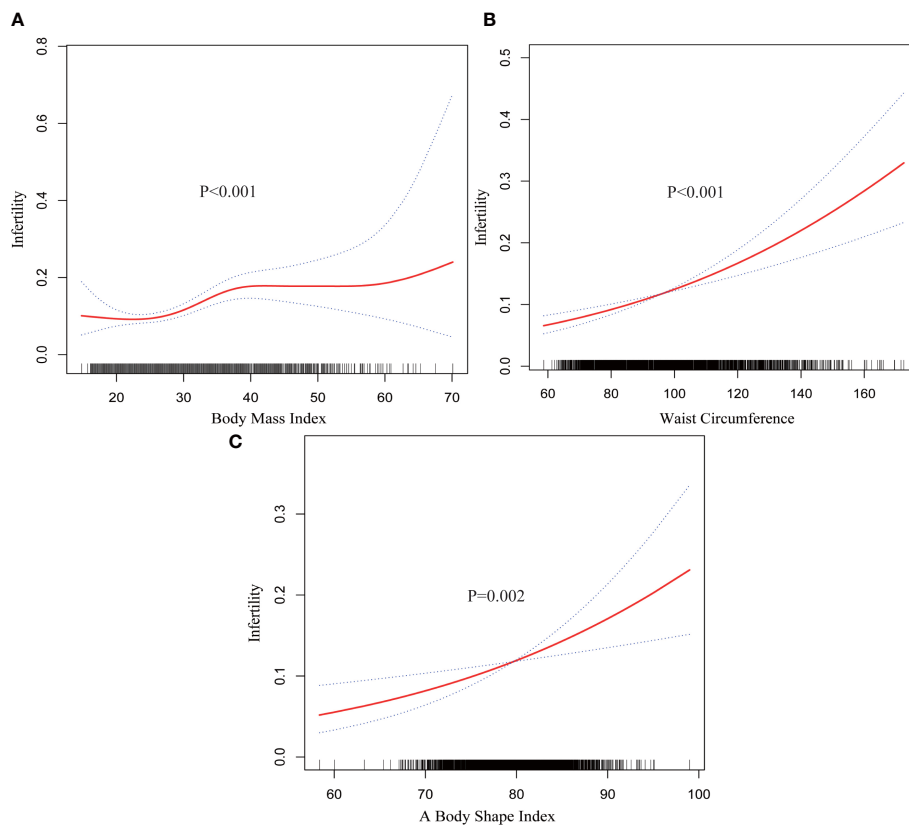 A
0.8
0.6
0.4
0.2
0.0
Infertility
P<0.001
20 30 40 50 60 70
Body Mass Index
B
0.5
0.4
0.3
0.2
0.1
0.0
Infertility
P<0.001
60 80 100 120 140 160
Waist Circumference
C
0.3
0.2
0.1
0.0
Infertility
P=0.002
60 70 80 90 100
A Body Shape Index